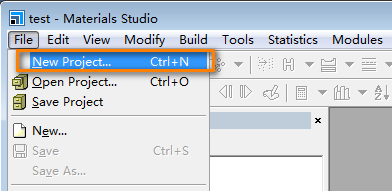 test - Materials Studio
File Edit View Modify Build Tools Statistics Modules
New Project... Ctrl+N
Open Project... Ctrl+O
Save Project
New...
Save Ctrl+S
Save As...